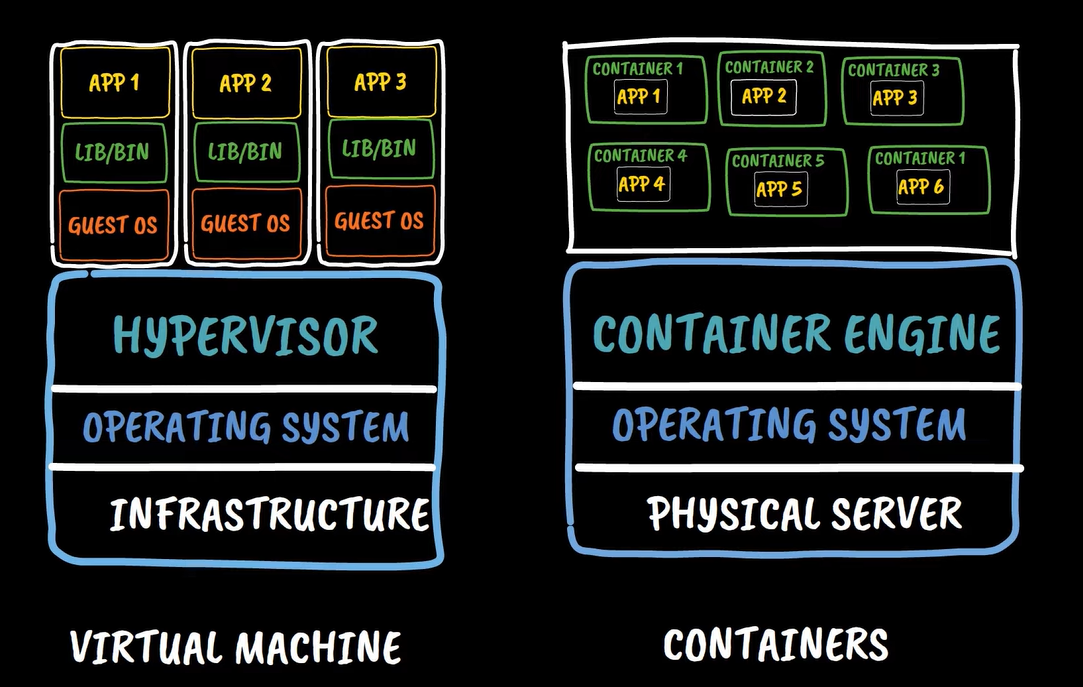 APP 1
LIB/BIN
GUEST OS
APP 2
LIB/BIN
GUEST OS
APP 3
LIB/BIN
GUEST OS
HYPERVISOR
OPERATING SYSTEM
INFRASTRUCTURE
VIRTUAL MACHINE
CONTAINER 1
APP 1
CONTAINER 2
APP 2
CONTAINER 3
APP 3
CONTAINER 4
APP 4
CONTAINER 5
APP 5
CONTAINER 1
APP 6
CONTAINER ENGINE
OPERATING SYSTEM
PHYSICAL SERVER
CONTAINERS